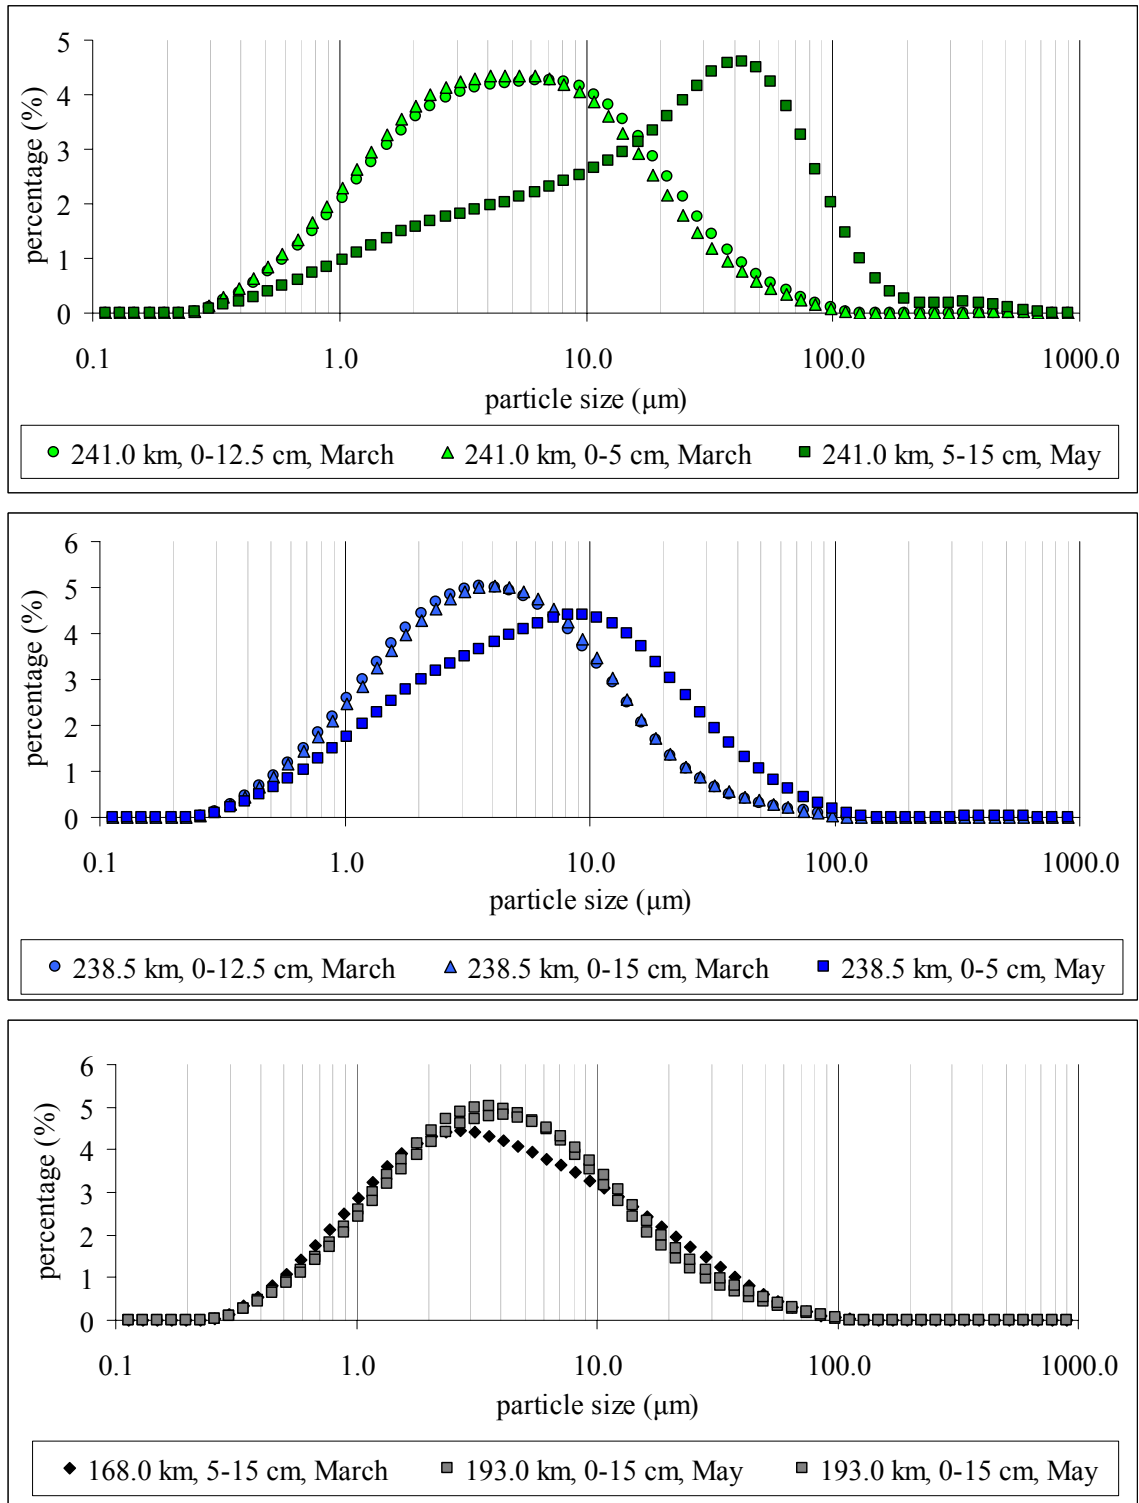 5
4
3
2
1
0
percentage (%)
0.1 1.0 10.0 100.0 1000.0
particle size (μm)
241.0 km, 0-12.5 cm, March 241.0 km, 0-5 cm, March 241.0 km, 5-15 cm, May
6
5
4
3
2
1
0
percentage (%)
0.1 1.0 10.0 100.0 1000.0
particle size (μm)
238.5 km, 0-12.5 cm, March 238.5 km, 0-15 cm, March 238.5 km, 0-5 cm, May
6
5
4
3
2
1
0
percentage (%)
0.1 1.0 10.0 100.0 1000.0
particle size (μm)
168.0 km, 5-15 cm, March 193.0 km, 0-15 cm, May 193.0 km, 0-15 cm, May